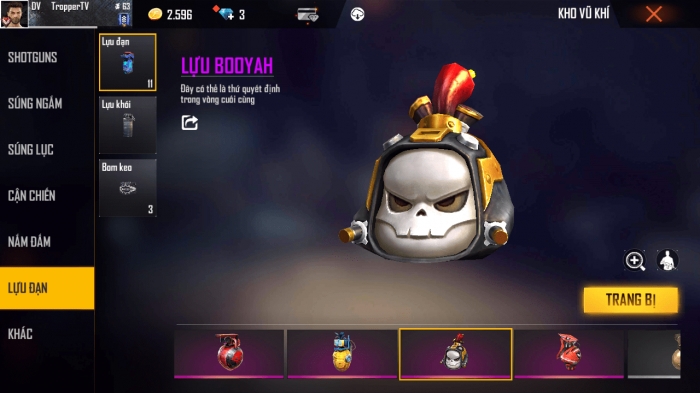 DV TropperTV # 63
2.596
3
KHO VŨ KHÍ
SHOTGUNS
SÚNG NGẮM
SÚNG LỤC
CẬN CHIẾN
NẮM ĐẤM
LỰU ĐẠN
KHÁC
Lựu đạn
11
Lựu khói
Bom keo
3
LỰU BOOYAH
Đây có thể là thứ quyết định
trong vòng cuối cùng
TRANG BỊ